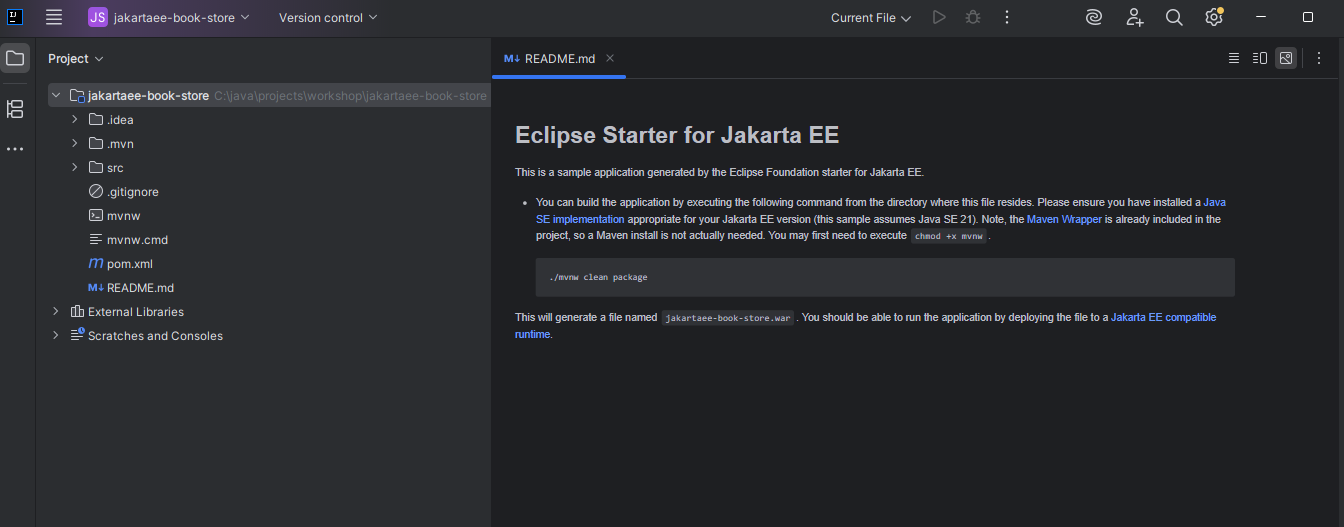 JS jakartaee-book-store Version control Current File
Project
README.md
jakartaee-book-store C:\java\projects\workshop\jakartaee-book-store
.idea
.mvn
src
.gitignore
mvnw
mvnw.cmd
pom.xml
README.md
External Libraries
Scratches and Consoles
Eclipse Starter for Jakarta EE
This is a sample application generated by the Eclipse Foundation starter for Jakarta EE.
• You can build the application by executing the following command from the directory where this file resides. Please ensure you have installed a Java
SE implementation appropriate for your Jakarta EE version (this sample assumes Java SE 21). Note, the Maven Wrapper is already included in the
project, so a Maven install is not actually needed. You may first need to execute chmod +x mvnw .
./mvnw clean package
This will generate a file named jakartaee-book-store.war . You should be able to run the application by deploying the file to a Jakarta EE compatible
runtime.